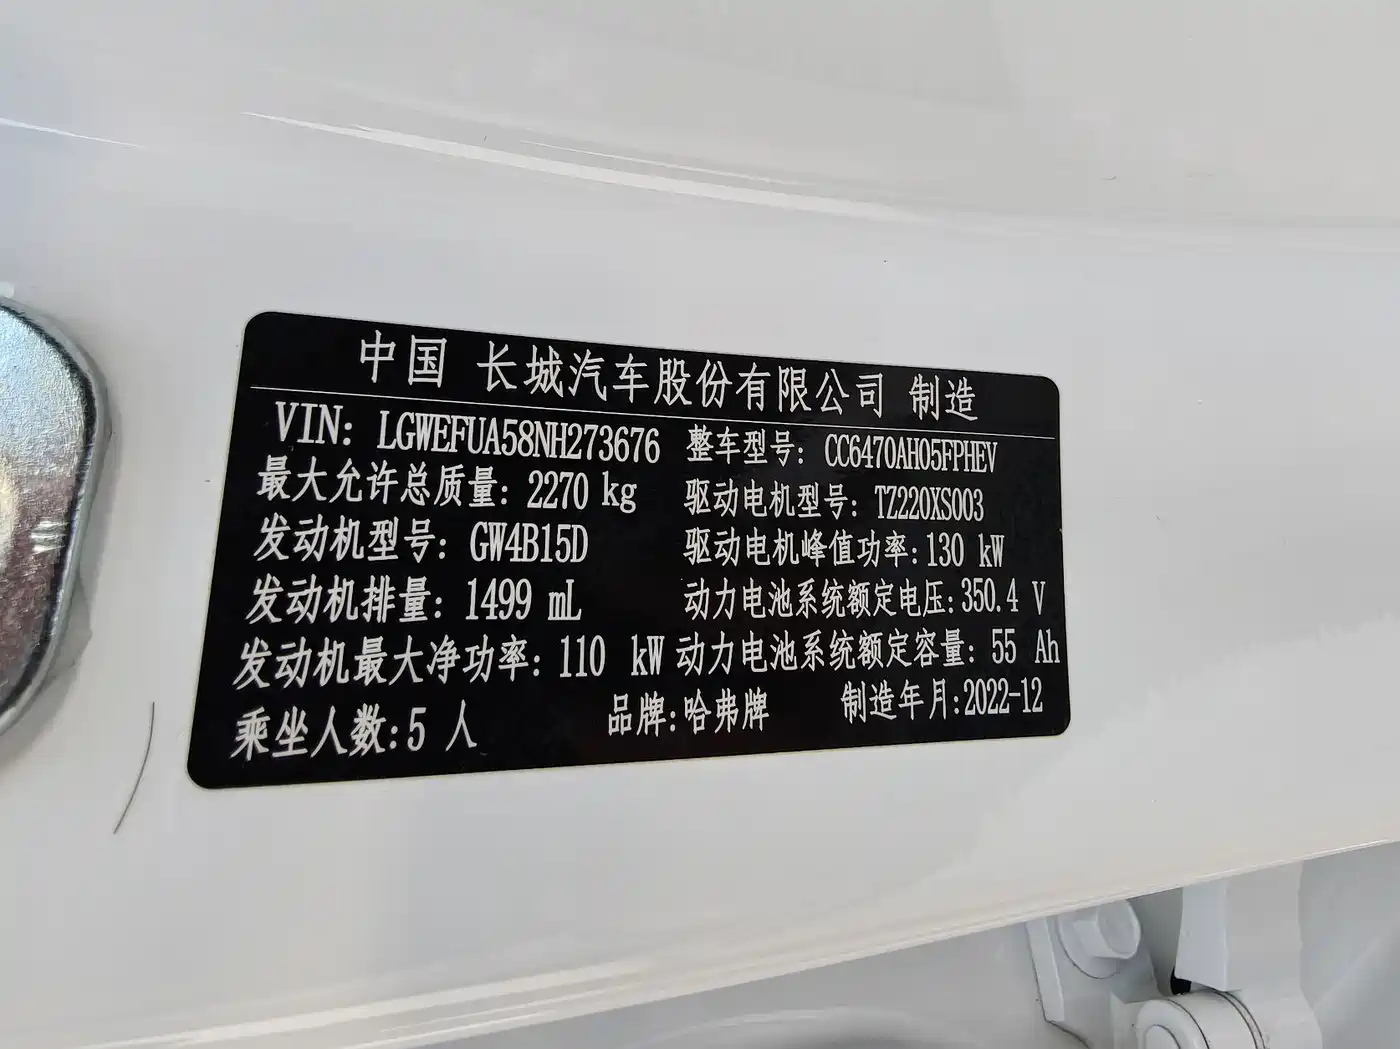 中国 长城汽车股份有限公司 制造
VIN: LGWEFUA58NH273676 整车型号: CC6470AH05FPHEV
最大允许总质量: 2270 kg 驱动电机型号: TZ220XS003
发动机型号: GW4B15D 驱动电机峰值功率: 130 kW
发动机排量: 1499 mL 动力电池系统额定电压: 350.4 V
发动机最大净功率: 110 kW 动力电池系统额定容量: 55 Ah
乘坐人数: 5 人 品牌: 哈弗牌 制造年月: 2022-12